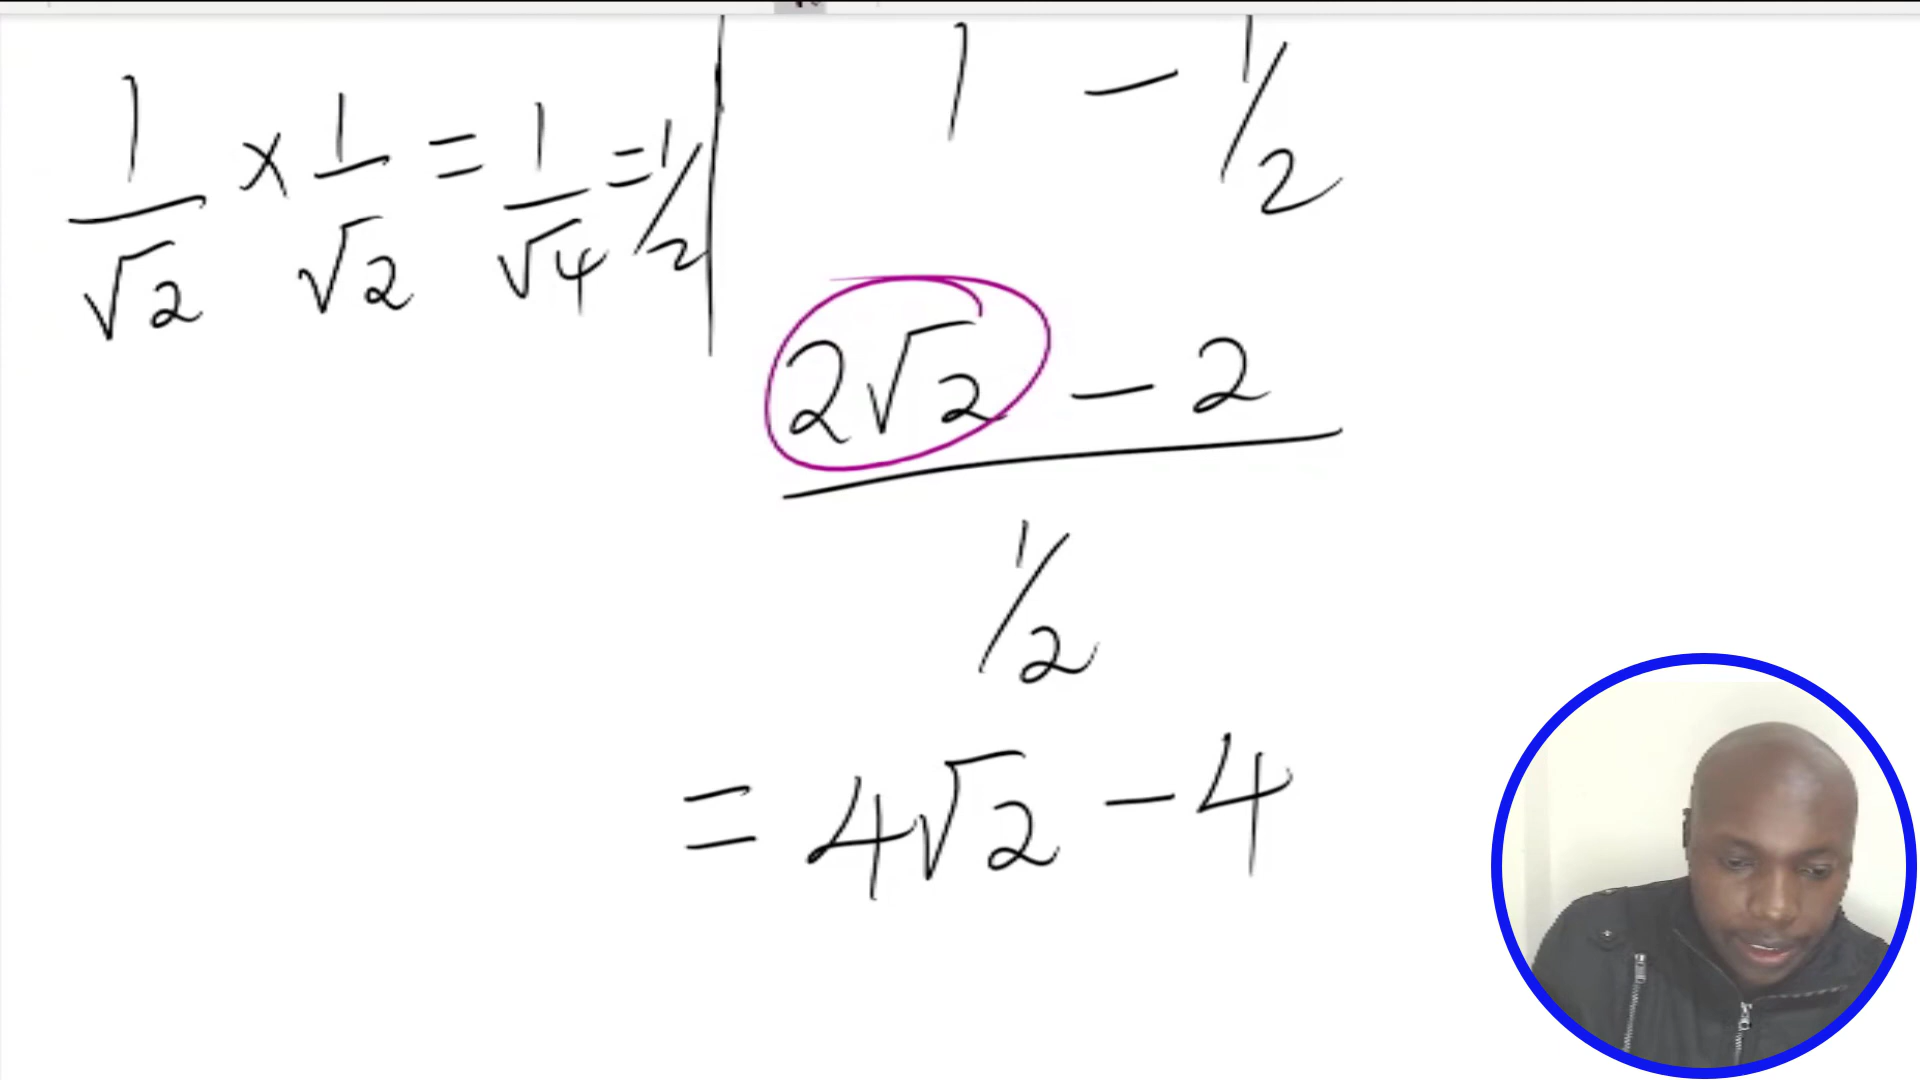 1/√2 × 1/√2 = 1/√4 = 1/2
1 - 1/2
2√2 - 2
1/2
= 4√2 - 4